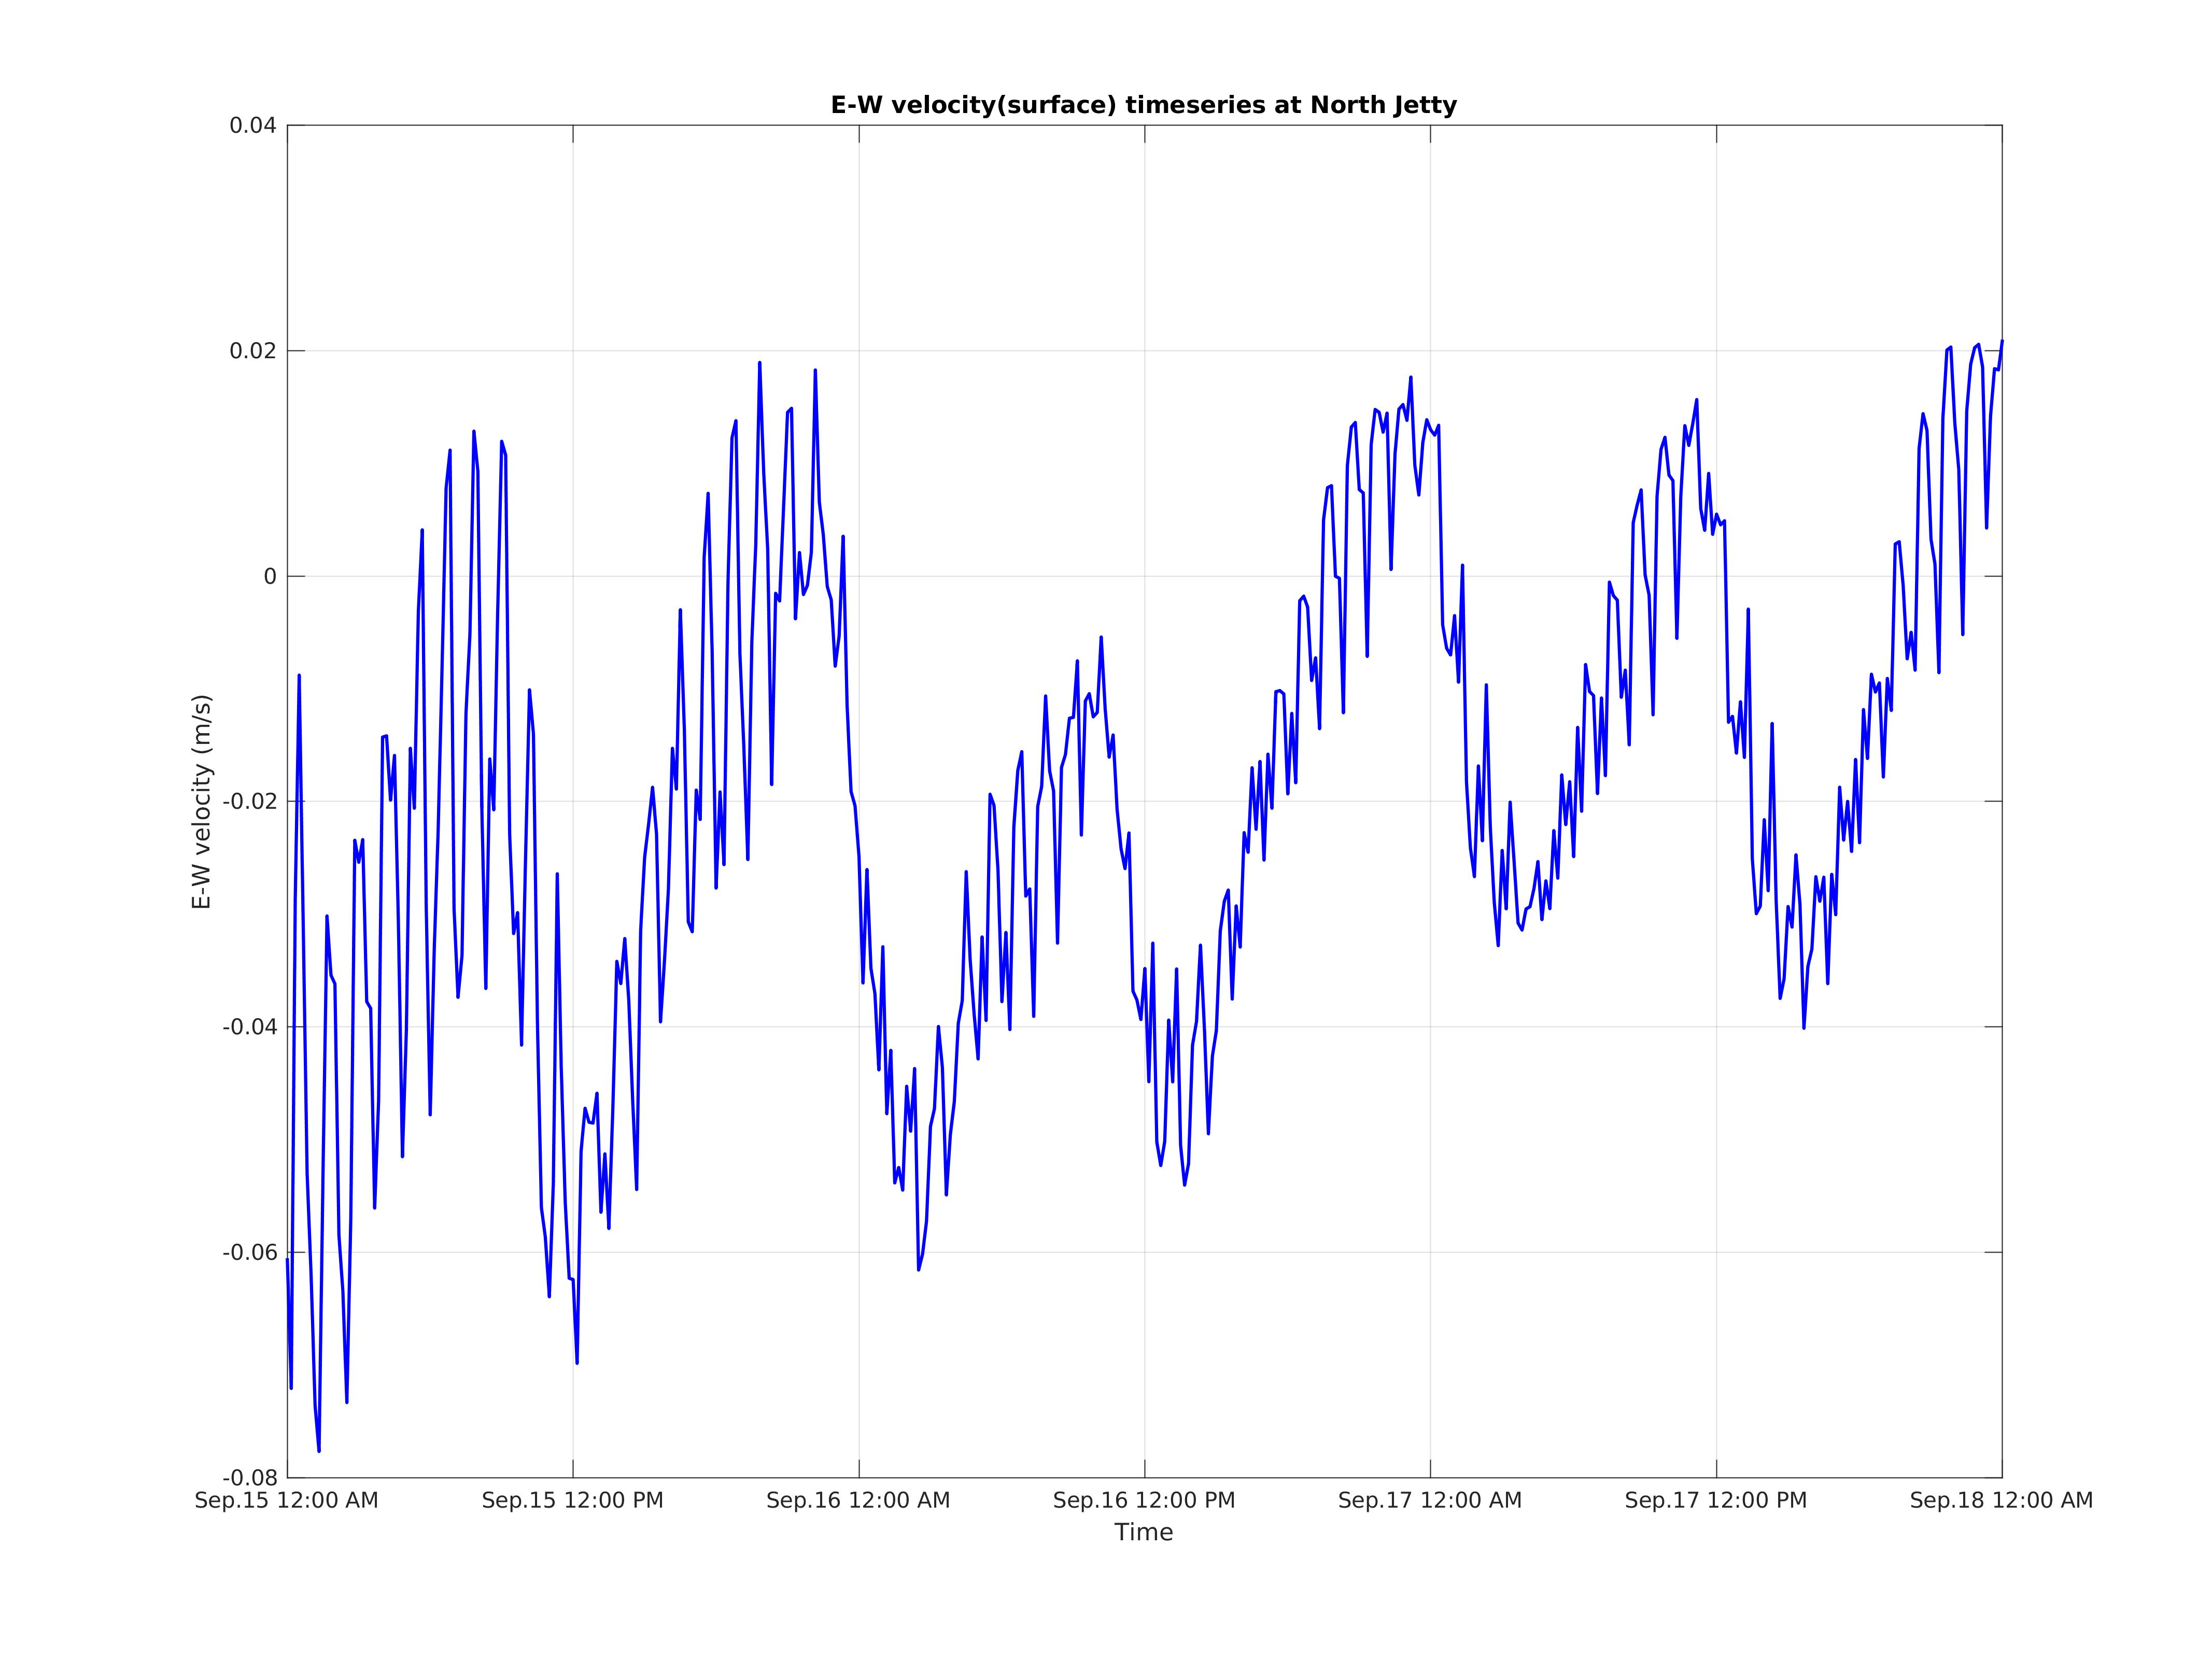 E-W velocity(surface) timeseries at North Jetty
0.04
0.02
0
-0.02
-0.04
-0.06
-0.08
E-W velocity (m/s)
Sep.15 12:00 AM Sep.15 12:00 PM Sep.16 12:00 AM Sep.16 12:00 PM Sep.17 12:00 AM Sep.17 12:00 PM Sep.18 12:00 AM
Time